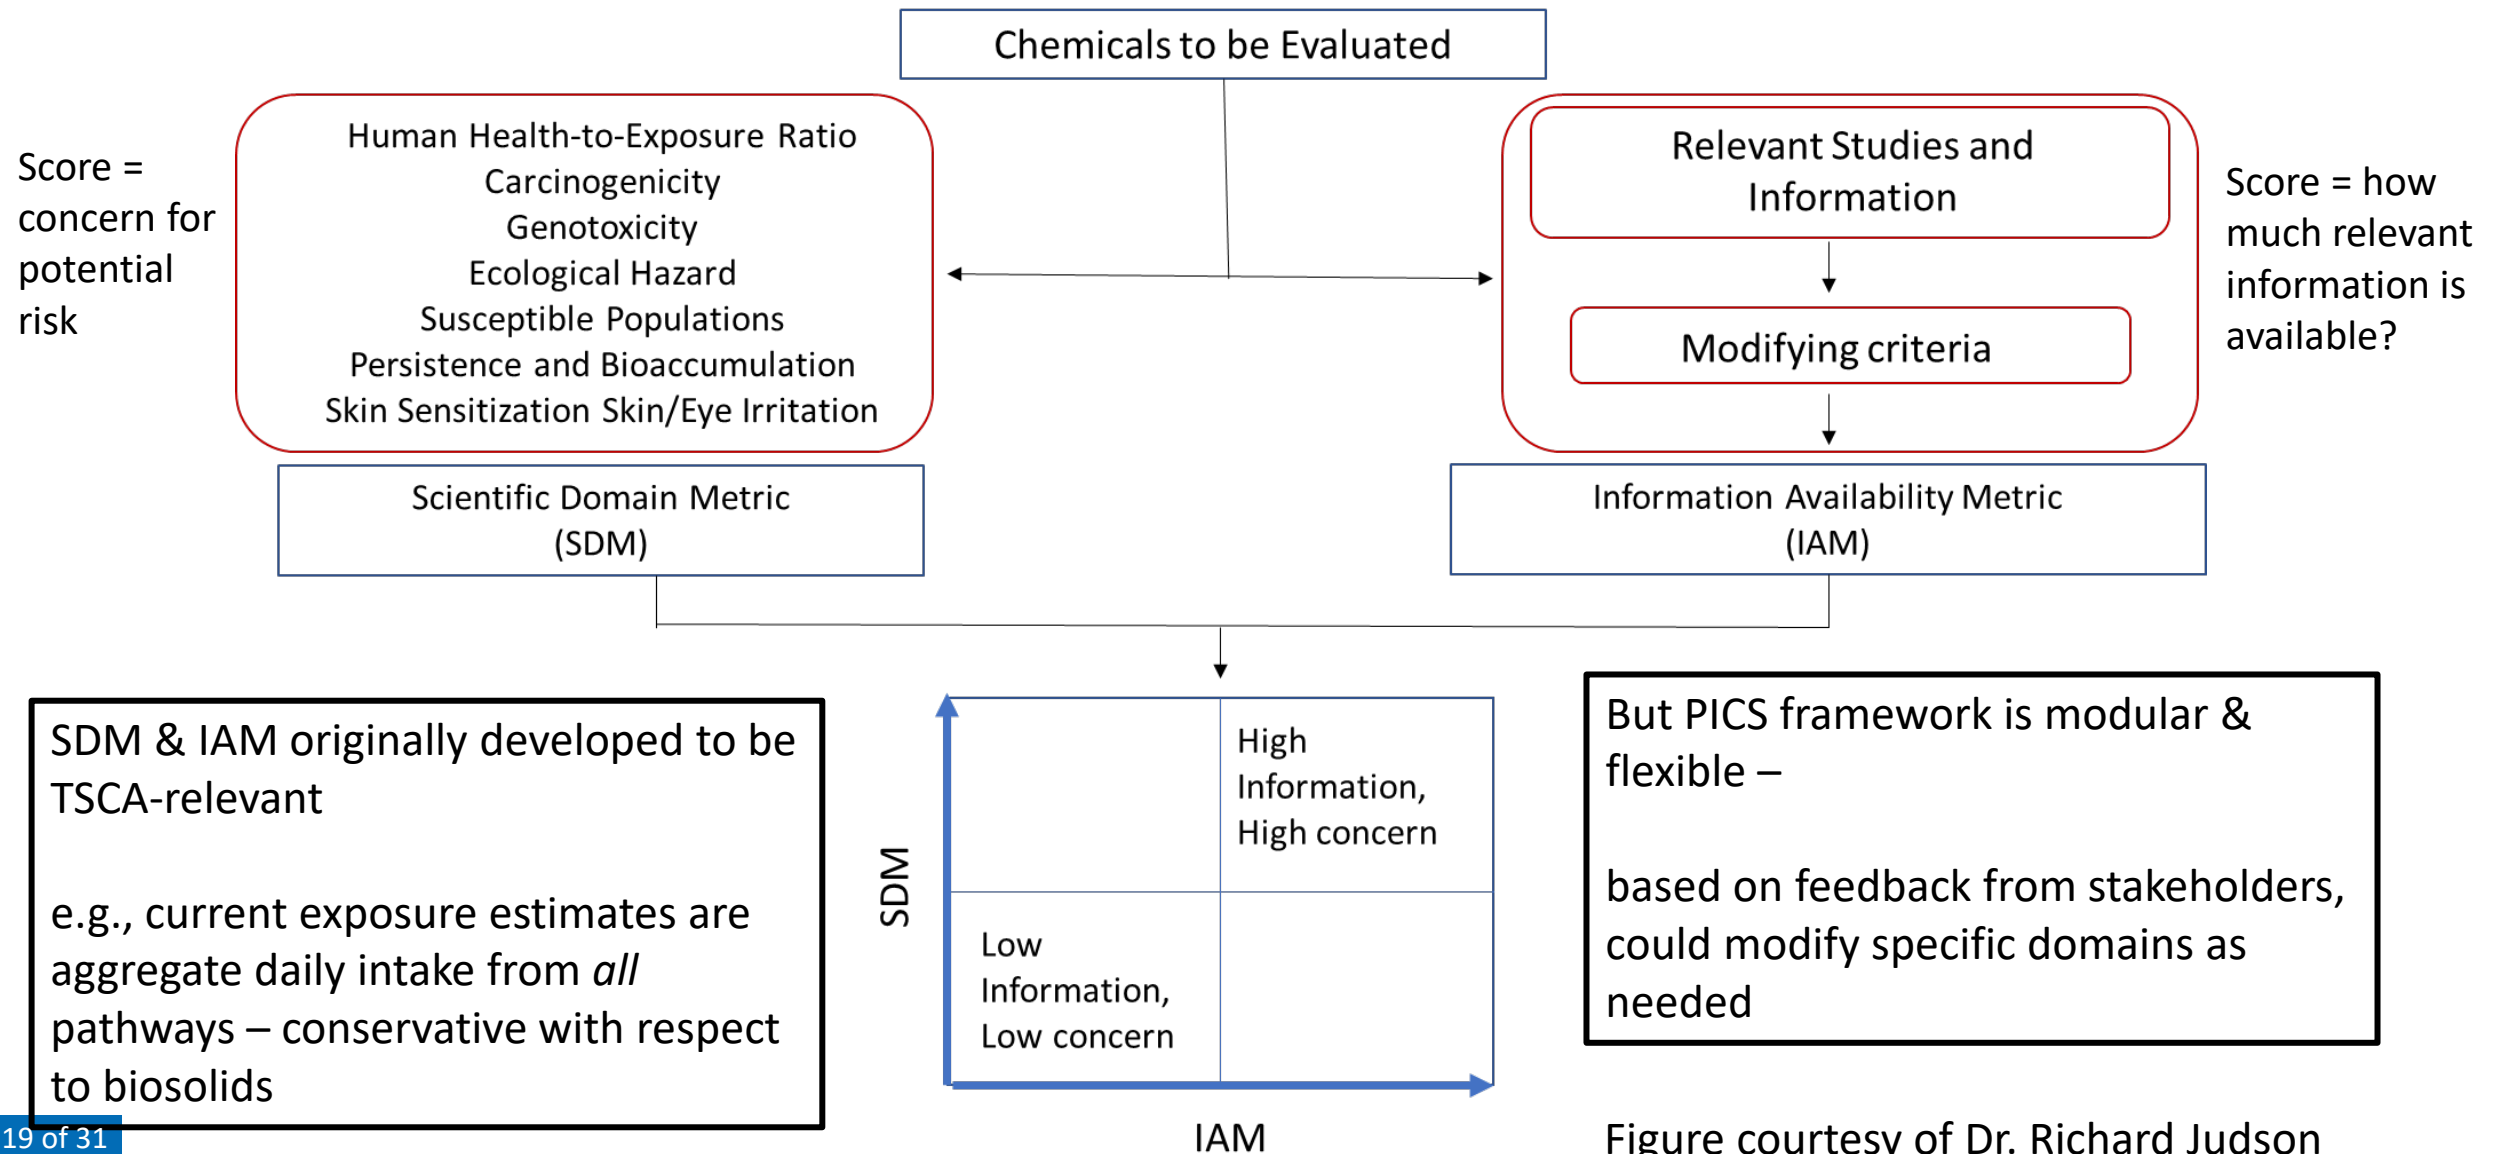 Chemicals to be Evaluated
Score =
concern for
potential
risk
Human Health-to-Exposure Ratio
Carcinogenicity
Genotoxicity
Ecological Hazard
Susceptible Populations
Persistence and Bioaccumulation
Skin Sensitization Skin/Eye Irritation
Relevant Studies and
Information
Modifying criteria
Score = how
much relevant
information is
available?
Scientific Domain Metric
(SDM)
Information Availability Metric
(IAM)
SDM & IAM originally developed to be
TSCA-relevant
e.g., current exposure estimates are
aggregate daily intake from all
pathways – conservative with respect
to biosolids
SDM
High
Information,
High concern
Low
Information,
Low concern
IAM
But PICS framework is modular &
flexible –
based on feedback from stakeholders,
could modify specific domains as
needed
19 of 31
Figure courtesy of Dr. Richard Judson